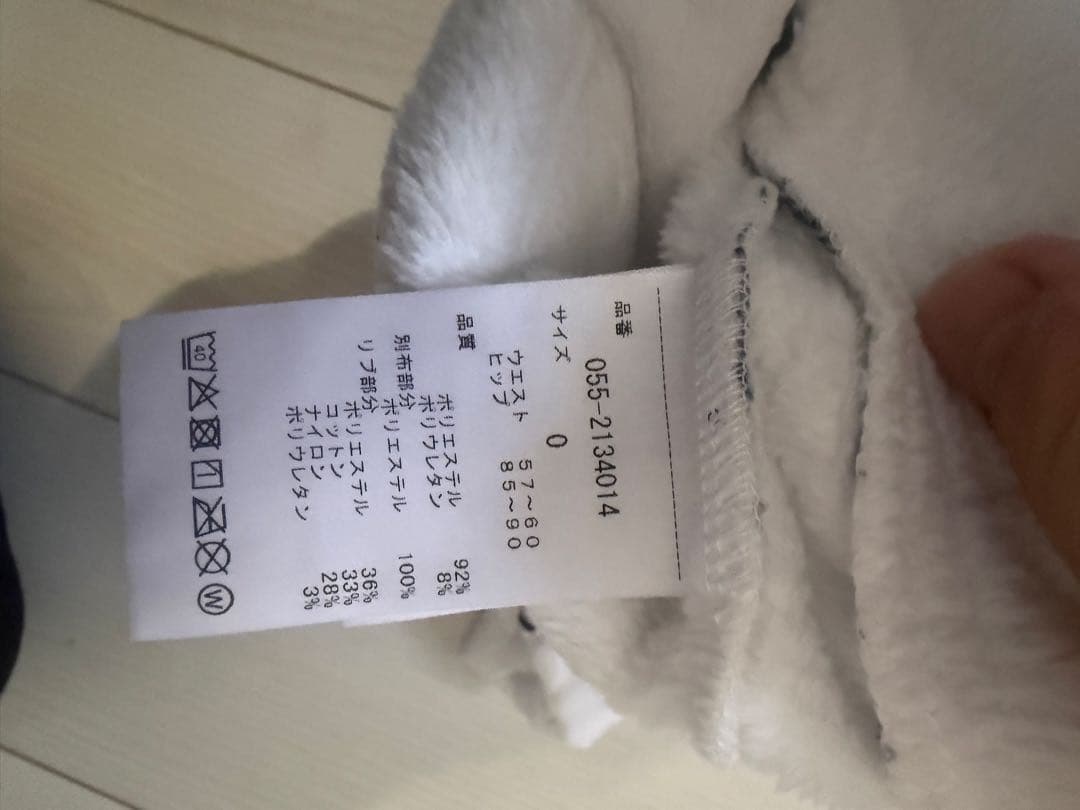 品番
055-2134014
サイズ 0
ウエスト 57~60
ヒップ 85~90
品質
ポリエステル 92%
ポリウレタン 8%
別布部分 ポリエステル 100%
リブ部分 ポリエステル 36%
コットン 33%
ナイロン 28%
ポリウレタン 3%
40
W